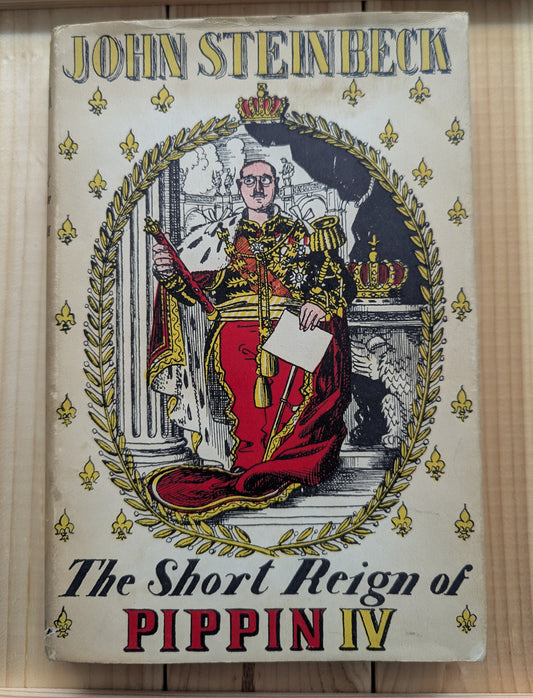 JOHN STEINBECK
The Short Reign of
PIPPIN IV